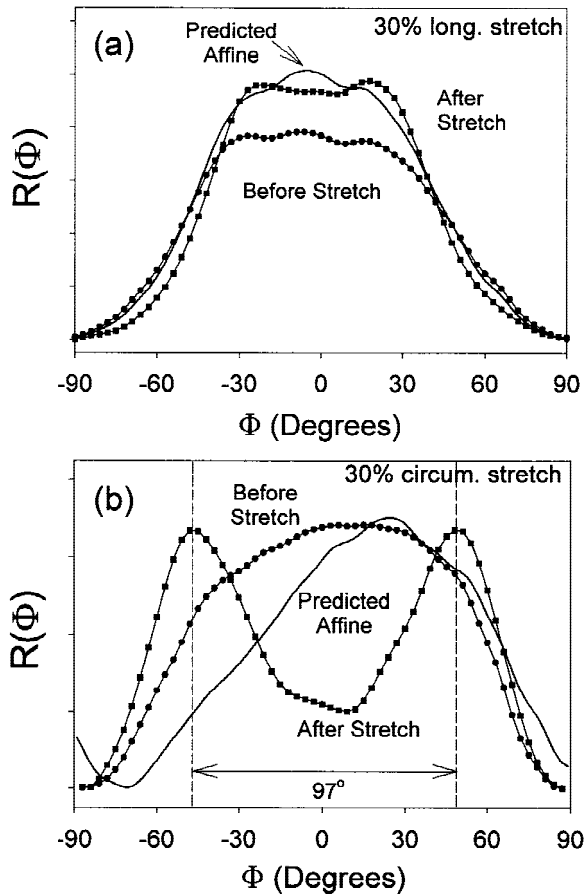 (a)
30% long. stretch
Predicted
Affine
After
Stretch
Before Stretch
R(Φ)
-90 -60 -30 0 30 60 90
Φ (Degrees)
(b)
30% circum. stretch
Before
Stretch
Predicted
Affine
After Stretch
97°
R(Φ)
-90 -60 -30 0 30 60 90
Φ (Degrees)